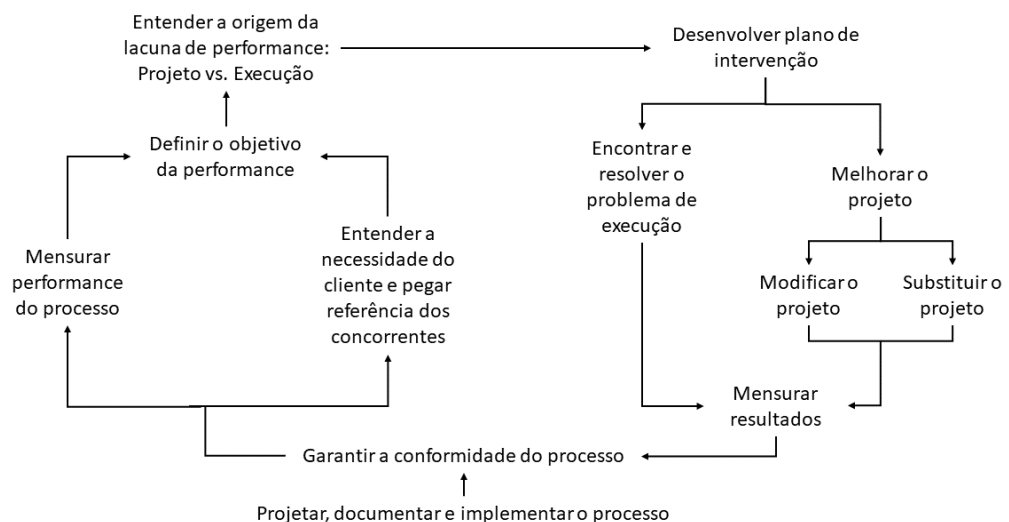 Entender a origem da
lacuna de performance:
Projeto vs. Execução
Desenvolver plano de
intervenção
Definir o objetivo
da performance
Encontrar e
resolver o
problema de
execução
Melhorar o
projeto
Mensurar
performance
do processo
Entender a
necessidade do
cliente e pegar
referência dos
concorrentes
Modificar o
projeto
Substituir o
projeto
Mensurar
resultados
Garantir a conformidade do processo
Projetar, documentar e implementar o processo